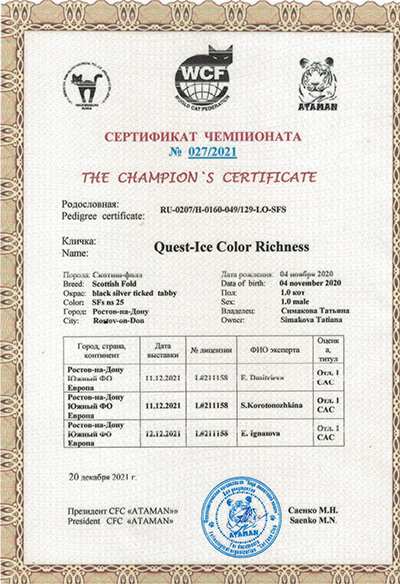 WCF
WORLD CAT FEDERATION
ATAMAN
СЕРТИФИКАТ ЧЕМПИОНАТА
№ 027/2021
THE CHAMPION`S CERTIFICATE
Родословная:
Pedigree certificate:
RU-0207/H-0160-049/129-LO-SFS
Кличка:
Name:
Quest-Ice Color Richness
Порода: Скоттиш-фолд Дата рождения: 04 ноября 2020
Breed: Scottish Fold Data of birth: 04 november 2020
Окрас: black silver ticked tabby Пол: 1.0 кот
Color: SFs ns 25 Sex: 1.0 male
Город: Ростов-на-Дону Владелец: Симакова Татьяна
City: Rostov-on-Don Owner: Simakova Tatiana
Город, страна, континент Дата выставки № лицензии ФИО эксперта Оценка, титул
Ростов-на-Дону
Южный ФО 11.12.2021 L#211158 E. Dmitrieva Отл. 1
Европа CAC
Ростов-на-Дону
Южный ФО 11.12.2021 L#211158 S.Korotonozhkina Отл. 1
Европа CAC
Ростов-на-Дону
Южный ФО 12.12.2021 L#211158 E. Ignatova Отл. 1
Европа CAC
20 декабря 2021 г.
Президент CFC «ATAMAN»» Саенко М.Н.
President CFC «ATAMAN» Saenko M.N.
Для документов
ATAMAN
For documents